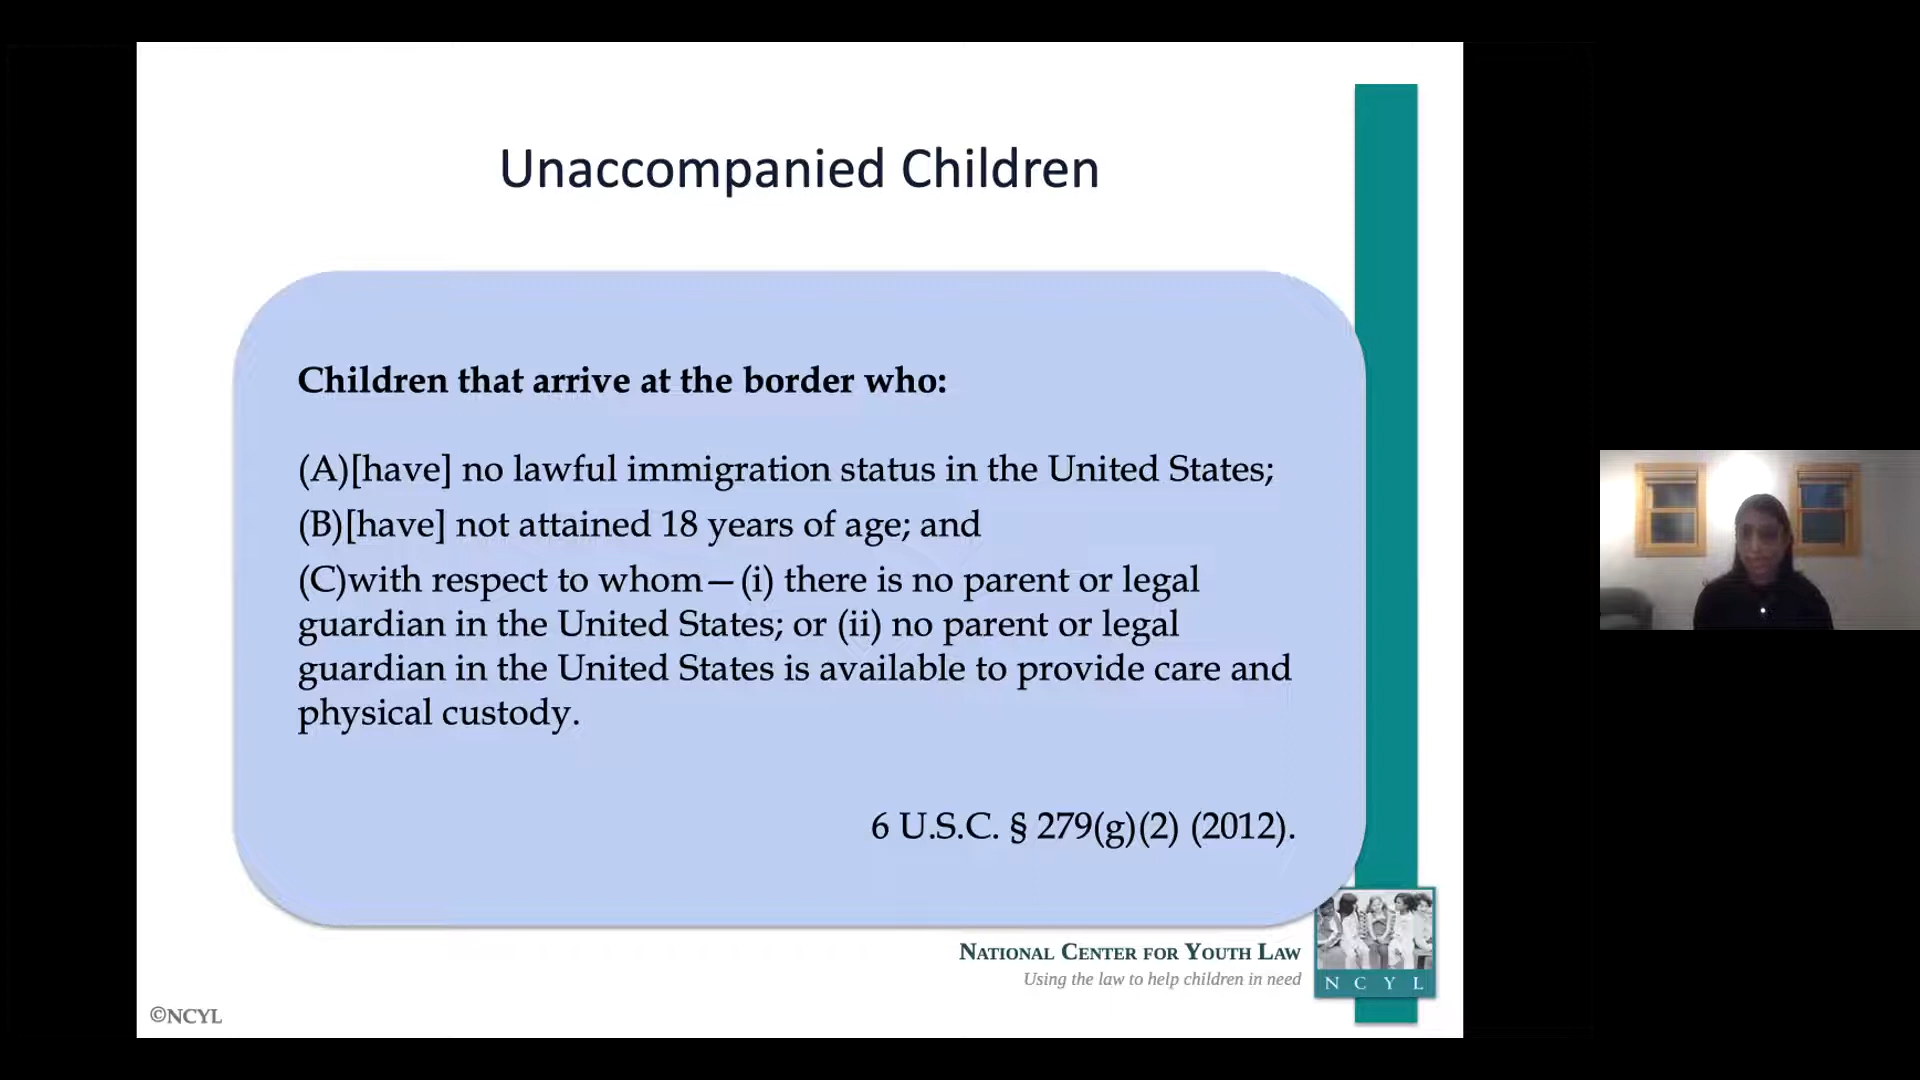 Unaccompanied Children
Children that arrive at the border who:
(A)[have] no lawful immigration status in the United States;
(B)[have] not attained 18 years of age; and
(C)with respect to whom—(i) there is no parent or legal
guardian in the United States; or (ii) no parent or legal
guardian in the United States is available to provide care and
physical custody.
6 U.S.C. § 279(g)(2) (2012).
National Center for Youth Law
Using the law to help children in need
N C Y L
©NCYL